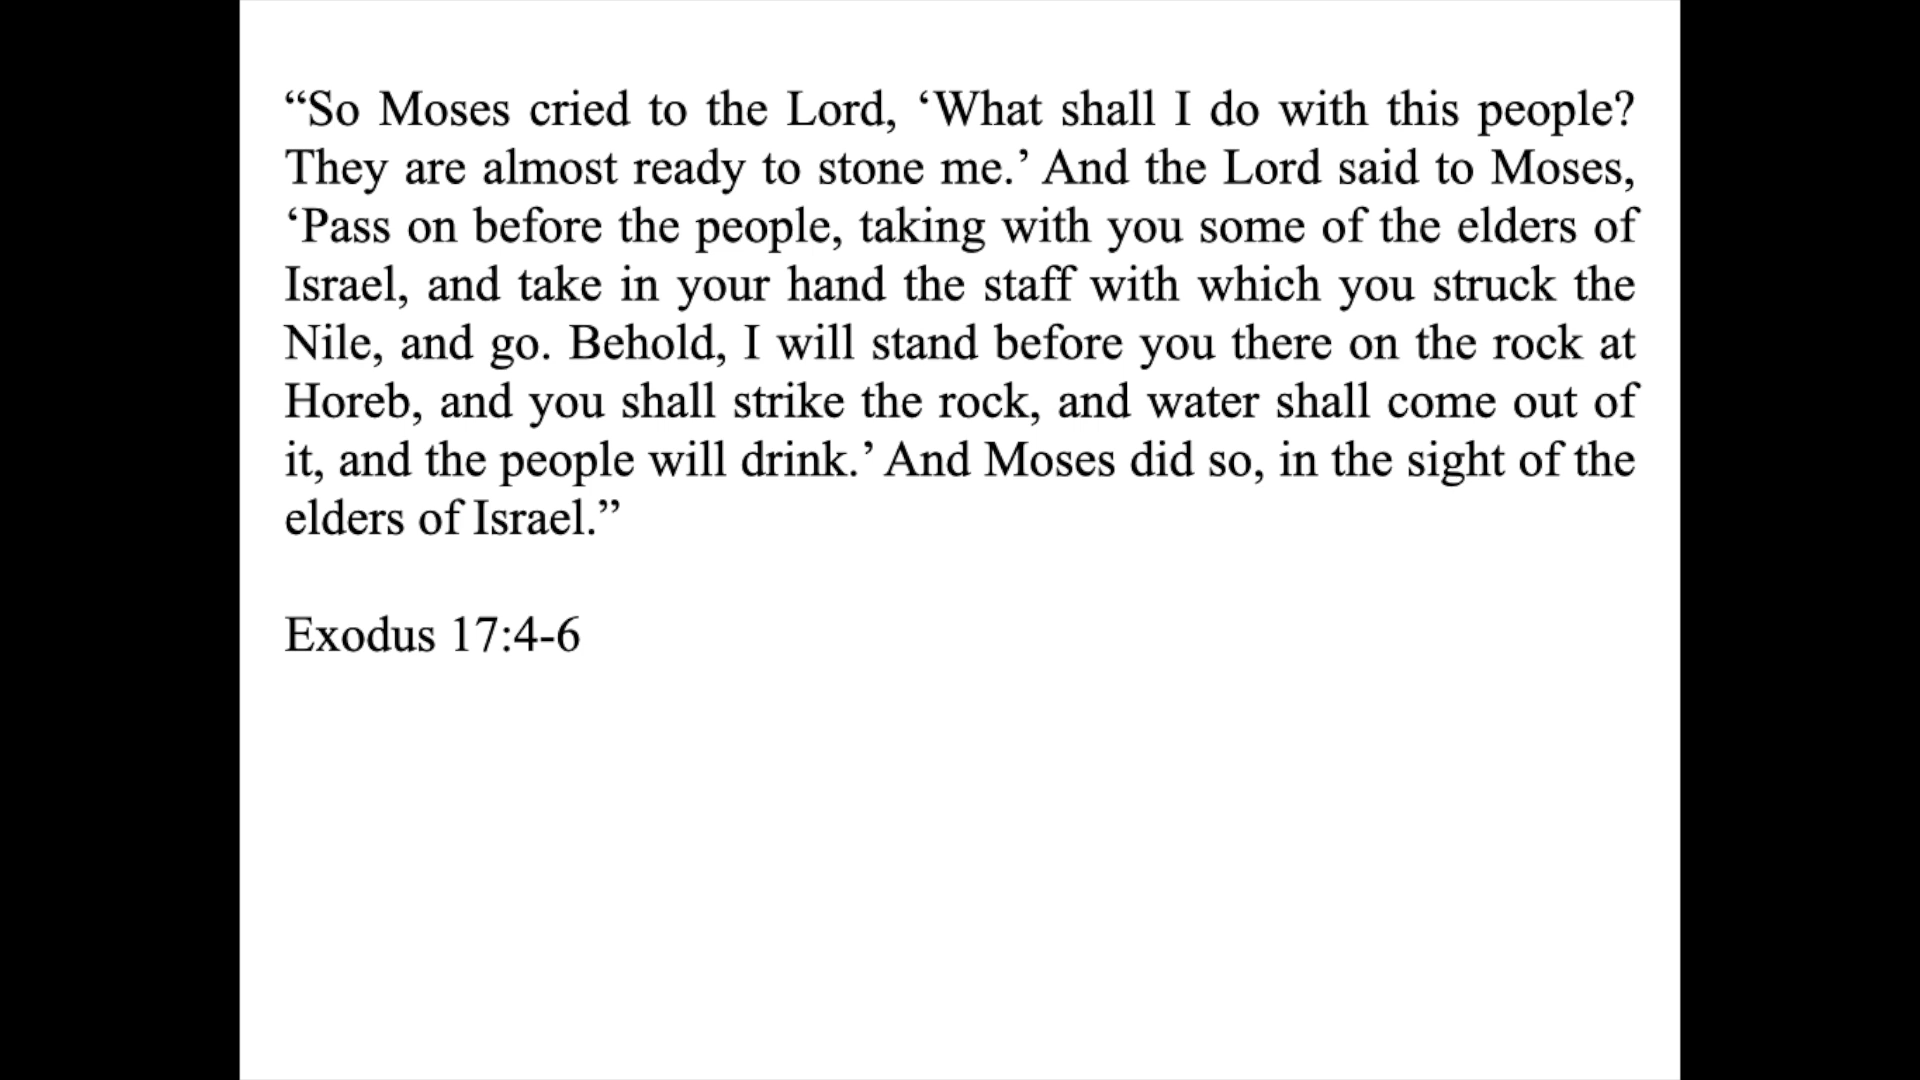 “So Moses cried to the Lord, ‘What shall I do with this people?
They are almost ready to stone me.’ And the Lord said to Moses,
‘Pass on before the people, taking with you some of the elders of
Israel, and take in your hand the staff with which you struck the
Nile, and go. Behold, I will stand before you there on the rock at
Horeb, and you shall strike the rock, and water shall come out of
it, and the people will drink.’ And Moses did so, in the sight of the
elders of Israel.”
Exodus 17:4-6